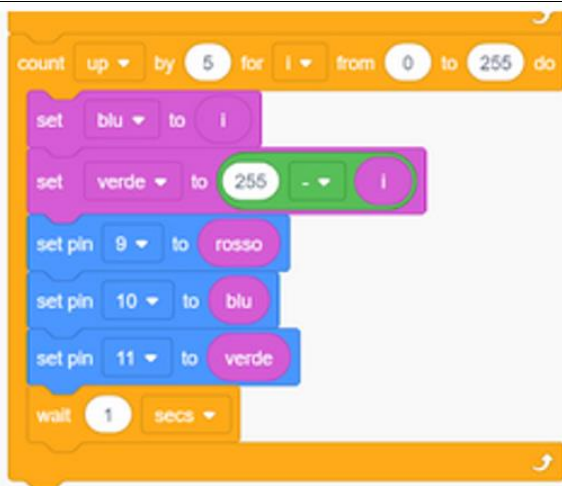 count up by 5 for i from 0 to 255 do
set blu to i
set verde to 255 - i
set pin 9 to rosso
set pin 10 to blu
set pin 11 to verde
wait 1 secs